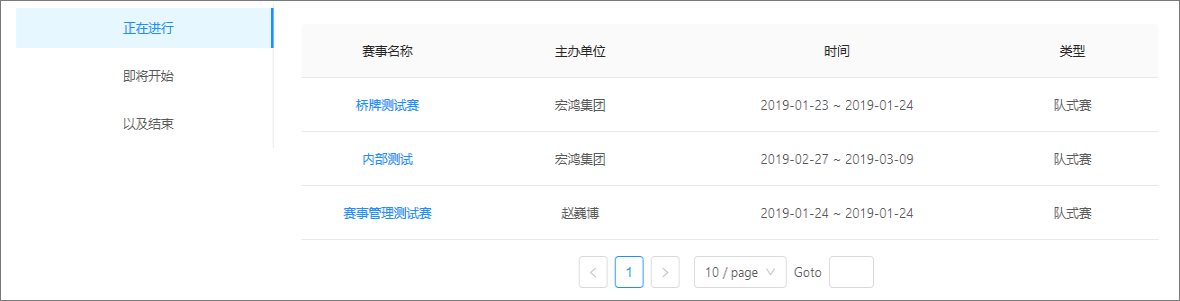 正在进行
即将开始
以及结束
赛事名称 主办单位 时间 类型
桥牌测试赛 宏鸿集团 2019-01-23 ~ 2019-01-24 队式赛
内部测试 宏鸿集团 2019-02-27 ~ 2019-03-09 队式赛
赛事管理测试赛 赵巍博 2019-01-24 ~ 2019-01-24 队式赛
1 10 / page Goto